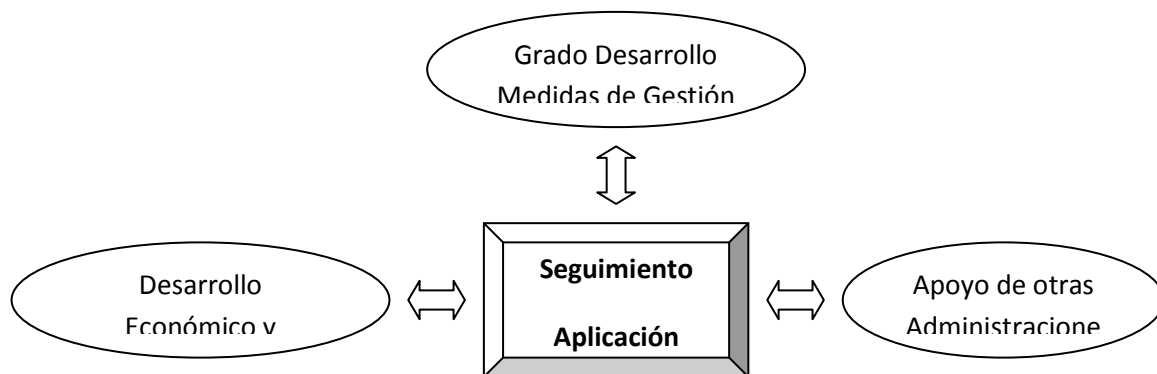 Grado Desarrollo
Medidas de Gestión
Seguimiento
Aplicación
Desarrollo
Económico y
Apoyo de otras
Administracione